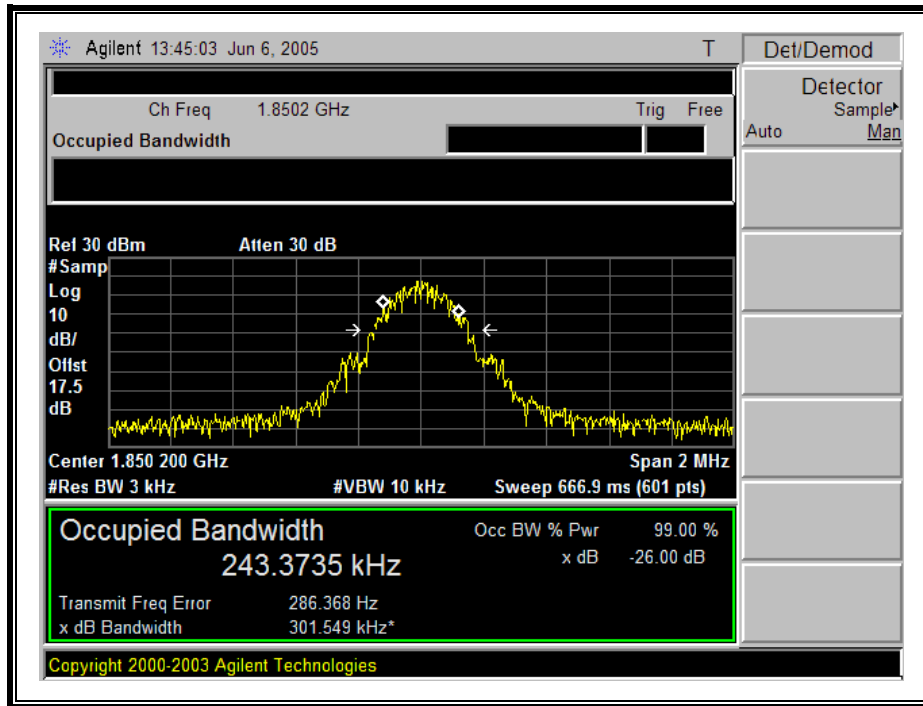 Agilent 13:45:03 Jun 6, 2005 T
Det/Demod
Ch Freq 1.8502 GHz Trig Free
Occupied Bandwidth
Detector
Sample
Auto Man
Ref 30 dBm Atten 30 dB
#Samp
Log
10
dB/
Offst
17.5
dB
Center 1.850 200 GHz Span 2 MHz
#Res BW 3 kHz #VBW 10 kHz Sweep 666.9 ms (601 pts)
Occupied Bandwidth Occ BW % Pwr 99.00 %
243.3735 kHz x dB -26.00 dB
Transmit Freq Error 286.368 Hz
x dB Bandwidth 301.549 kHz*
Copyright 2000-2003 Agilent Technologies